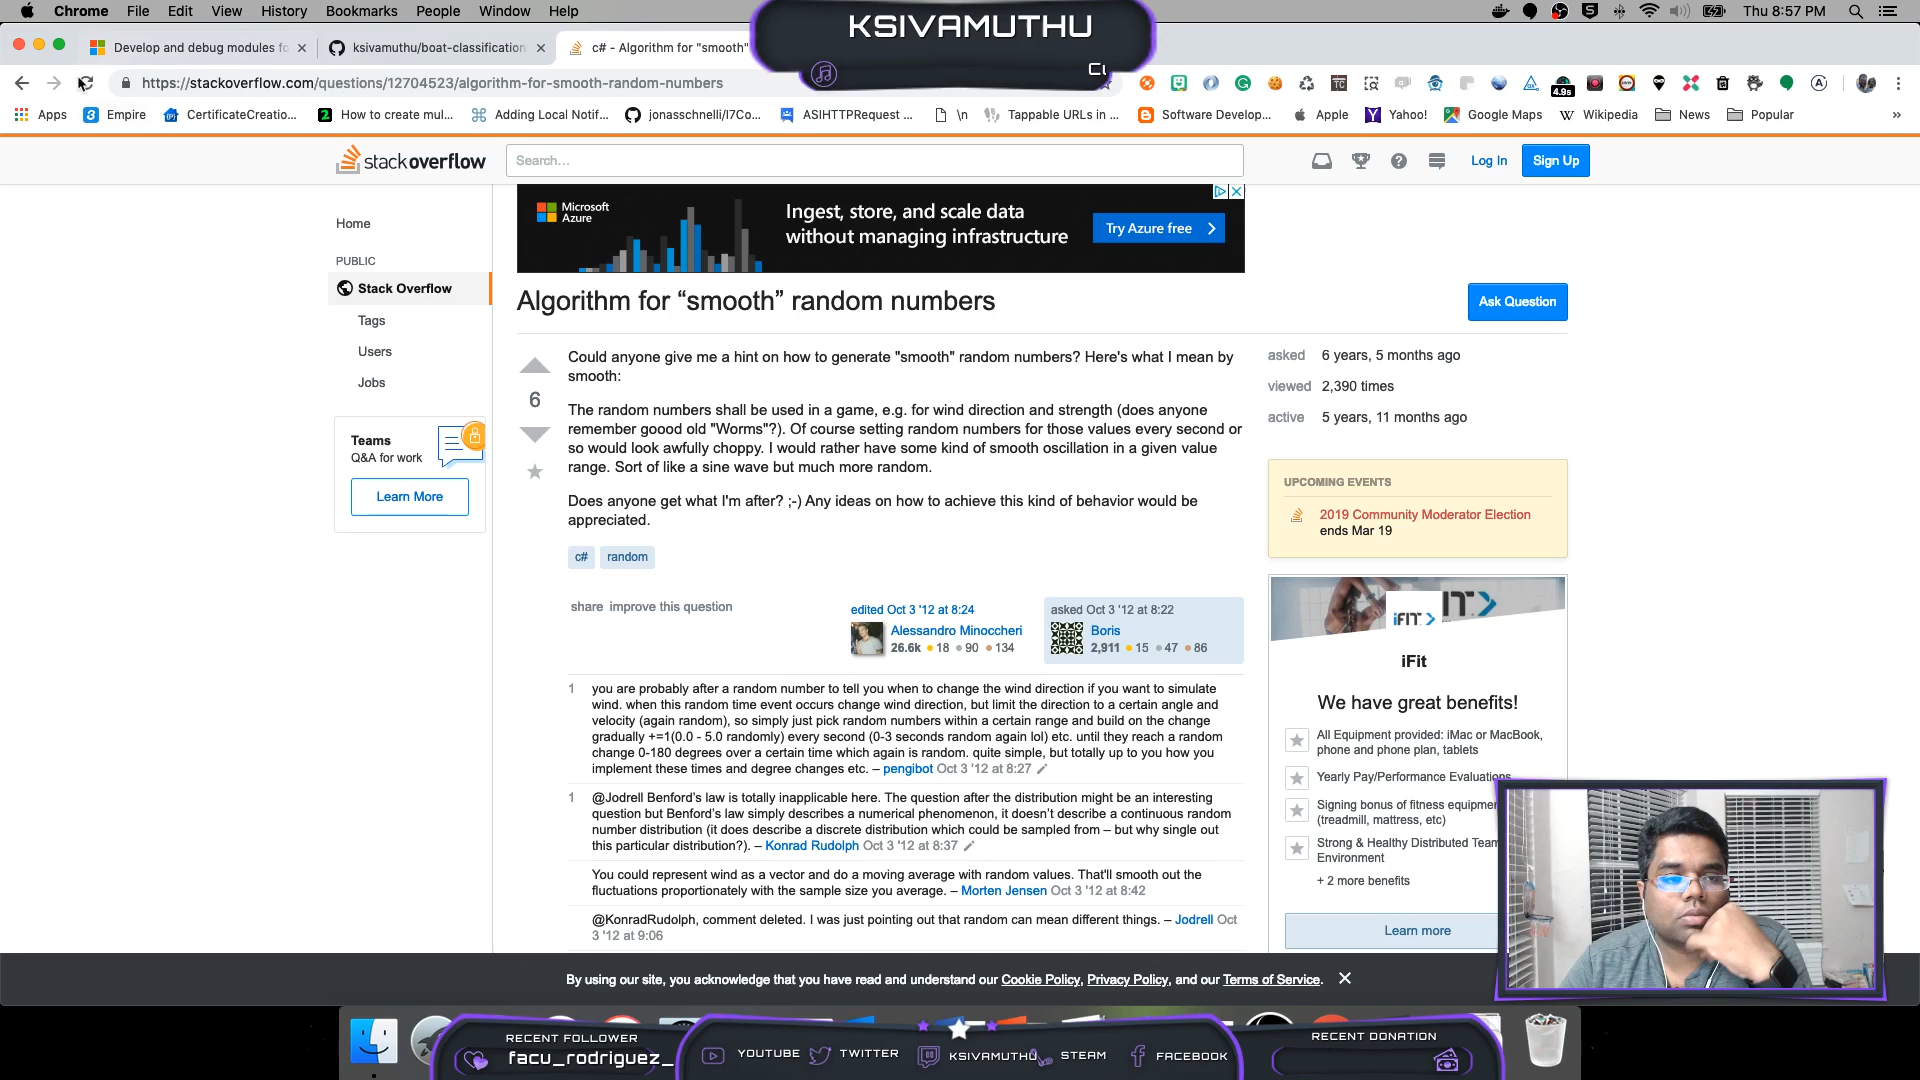 Chrome File Edit View History Bookmarks People Window Help
Thu 8:57 PM
KSIVAMUTHU
Develop and debug modules fo
ksivamuthu/boat-classification
c# - Algorithm for "smooth"
https://stackoverflow.com/questions/12704523/algorithm-for-smooth-random-numbers
4.9s
Apps Empire CertificateCreatio... How to create mul... Adding Local Notif... jonasschnelli/I7Co... ASIHTTPRequest ... \n Tappable URLs in ... Software Develop... Apple Yahoo! Google Maps Wikipedia News Popular »
stackoverflow
Search...
Log In
Sign Up
Home
PUBLIC
Stack Overflow
Tags
Users
Jobs
Teams
Q&A for work
Learn More
Microsoft
Azure
Ingest, store, and scale data
without managing infrastructure
Try Azure free
Algorithm for “smooth” random numbers
Ask Question
6
Could anyone give me a hint on how to generate "smooth" random numbers? Here's what I mean by
smooth:
The random numbers shall be used in a game, e.g. for wind direction and strength (does anyone
remember goood old "Worms"?). Of course setting random numbers for those values every second or
so would look awfully choppy. I would rather have some kind of smooth oscillation in a given value
range. Sort of like a sine wave but much more random.
Does anyone get what I'm after? ;-) Any ideas on how to achieve this kind of behavior would be
appreciated.
c# random
share improve this question
edited Oct 3 '12 at 8:24
Alessandro Minoccheri
26.6k 18 90 134
asked Oct 3 '12 at 8:22
Boris
2,911 15 47 86
1 you are probably after a random number to tell you when to change the wind direction if you want to simulate
wind. when this random time event occurs change wind direction, but limit the direction to a certain angle and
velocity (again random), so simply just pick random numbers within a certain range and build on the change
gradually +=1(0.0 - 5.0 randomly) every second (0-3 seconds random again lol) etc. until they reach a random
change 0-180 degrees over a certain time which again is random. quite simple, but totally up to you how you
implement these times and degree changes etc. – pengibot Oct 3 '12 at 8:27
1 @Jodrell Benford’s law is totally inapplicable here. The question after the distribution might be an interesting
question but Benford’s law simply describes a numerical phenomenon, it doesn’t describe a continuous random
number distribution (it does describe a discrete distribution which could be sampled from – but why single out
this particular distribution?). – Konrad Rudolph Oct 3 '12 at 8:37
You could represent wind as a vector and do a moving average with random values. That'll smooth out the
fluctuations proportionately with the sample size you average. – Morten Jensen Oct 3 '12 at 8:42
@KonradRudolph, comment deleted. I was just pointing out that random can mean different things. – Jodrell Oct
3 '12 at 9:06
asked 6 years, 5 months ago
viewed 2,390 times
active 5 years, 11 months ago
UPCOMING EVENTS
2019 Community Moderator Election
ends Mar 19
iFIT
iFit
We have great benefits!
All Equipment provided: iMac or MacBook,
phone and phone plan, tablets
Yearly Pay/Performance Evaluations
Signing bonus of fitness equipme
(treadmill, mattress, etc)
Strong & Healthy Distributed Team
Environment
+ 2 more benefits
Learn more
By using our site, you acknowledge that you have read and understand our Cookie Policy, Privacy Policy, and our Terms of Service.
RECENT FOLLOWER
facu_rodriguez_
YOUTUBE TWITTER KSIVAMUTHU STEAM FACEBOOK
RECENT DONATION